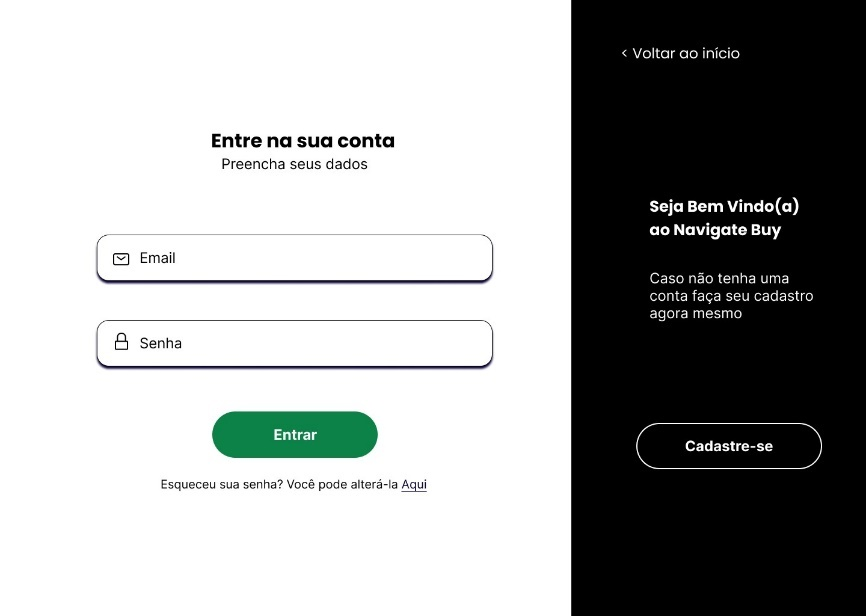 Entre na sua conta
Preencha seus dados
Email
Senha
Entrar
Esqueceu sua senha? Você pode alterá-la Aqui
< Voltar ao início
Seja Bem Vindo(a)
ao Navigate Buy
Caso não tenha uma
conta faça seu cadastro
agora mesmo
Cadastre-se